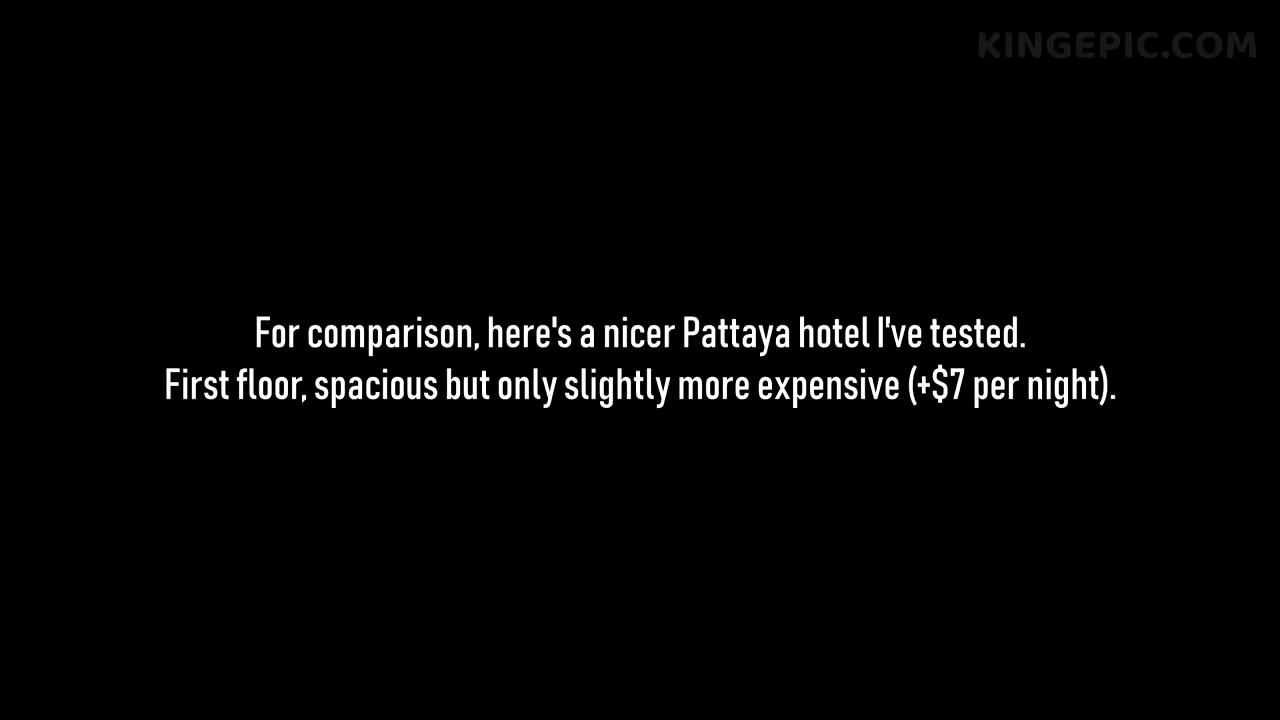 KINGEPIC.COM
For comparison, here's a nicer Pattaya hotel I've tested.
First floor, spacious but only slightly more expensive (+$7 per night).